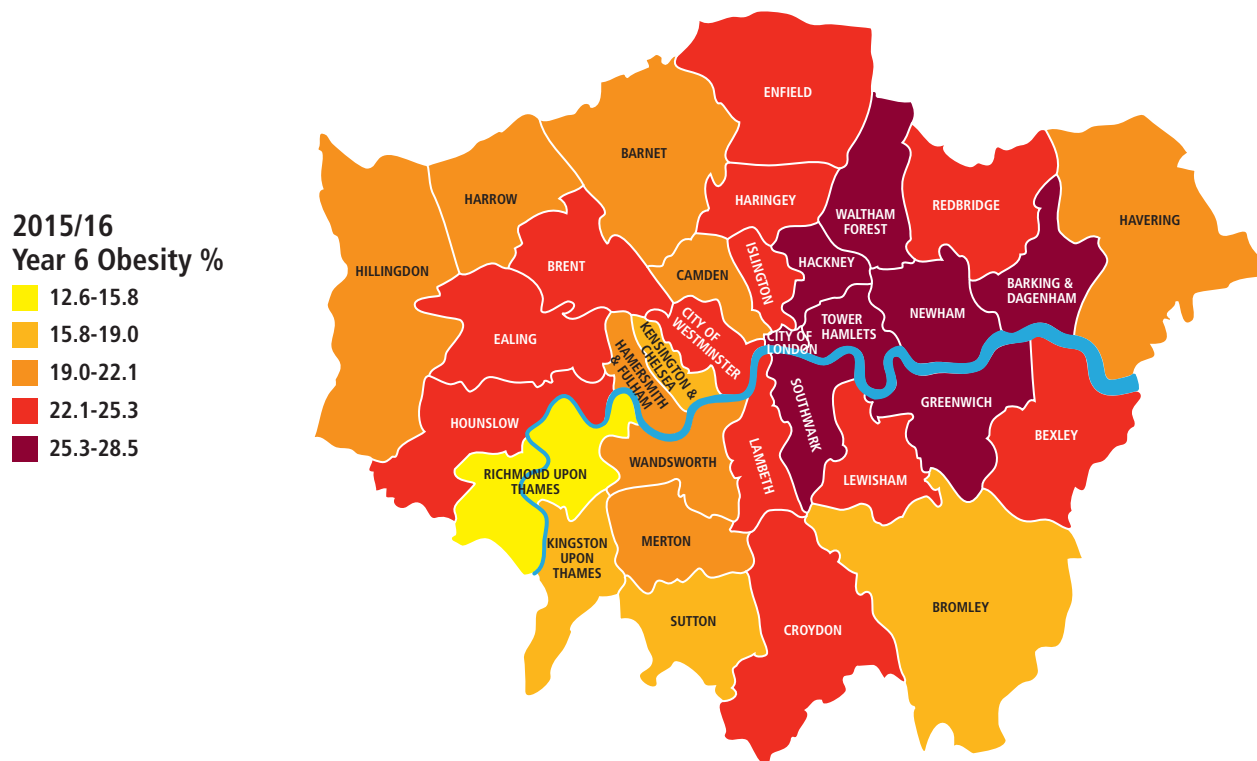 2015/16
Year 6 Obesity %
12.6-15.8
15.8-19.0
19.0-22.1
22.1-25.3
25.3-28.5
ENFIELD
BARNET
HARROW
HARINGEY
WALTHAM
FOREST
REDBRIDGE
HAVERING
HILLINGDON
BRENT
CAMDEN
ISLINGTON
HACKNEY
BARKING &
DAGENHAM
NEWHAM
TOWER
HAMLETS
EALING
CITY OF
WESTMINSTER
CITY OF
LONDON
KENSINGTON &
CHELSEA
HAMERSMITH
& FULHAM
HOUNSLOW
SOUTHWARK
GREENWICH
BEXLEY
WANDSWORTH
LAMBETH
LEWISHAM
RICHMOND UPON
THAMES
KINGSTON
UPON
THAMES
MERTON
SUTTON
CROYDON
BROMLEY